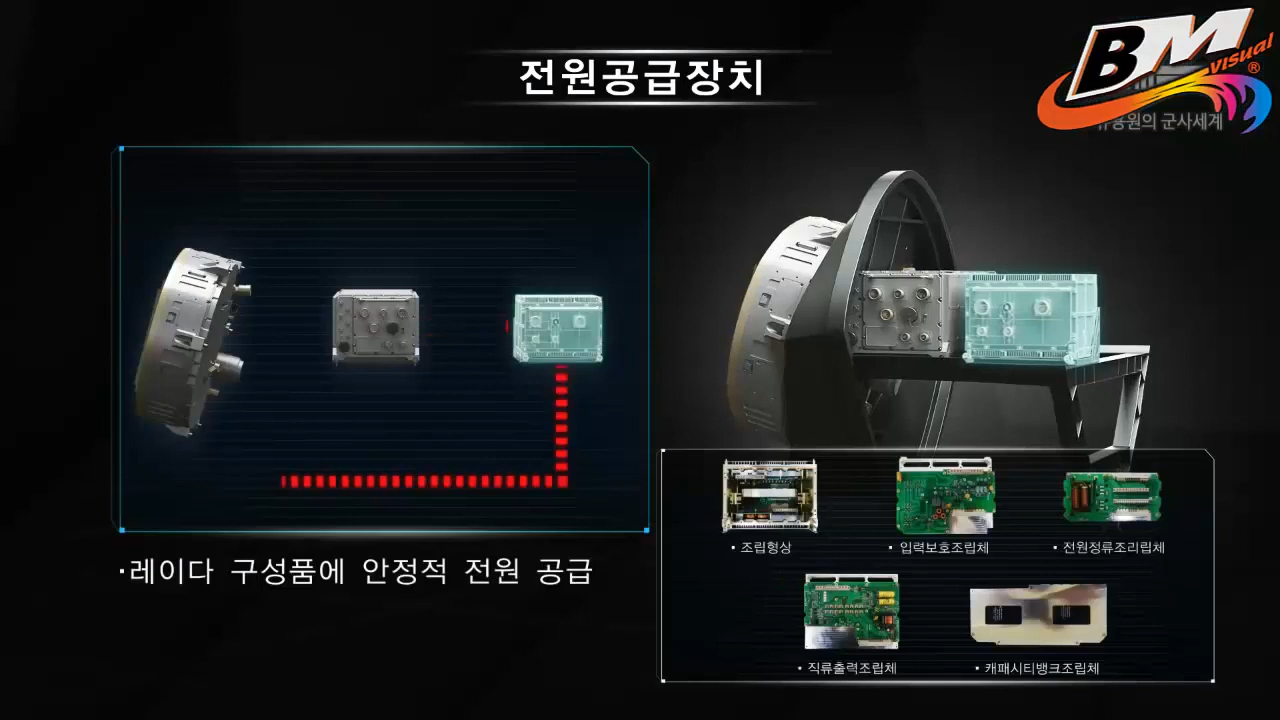 전원공급장치
BM
visual
®
용원의 군사세계
·레이다 구성품에 안정적 전원 공급
· 조립형상
· 입력보호조립체
· 전원정류조리립체
· 직류출력조립체
· 캐패시티뱅크조립체